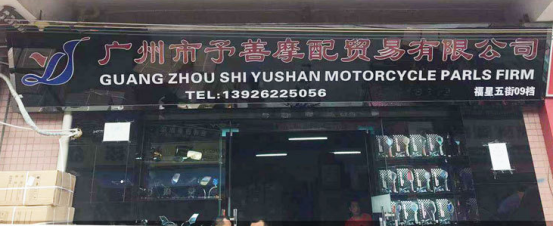 广州市予善摩配贸易有限公司
GUANG ZHOU SHI YUSHAN MOTORCYCLE PARLS FIRM
TEL:13926225056
福星五街09档